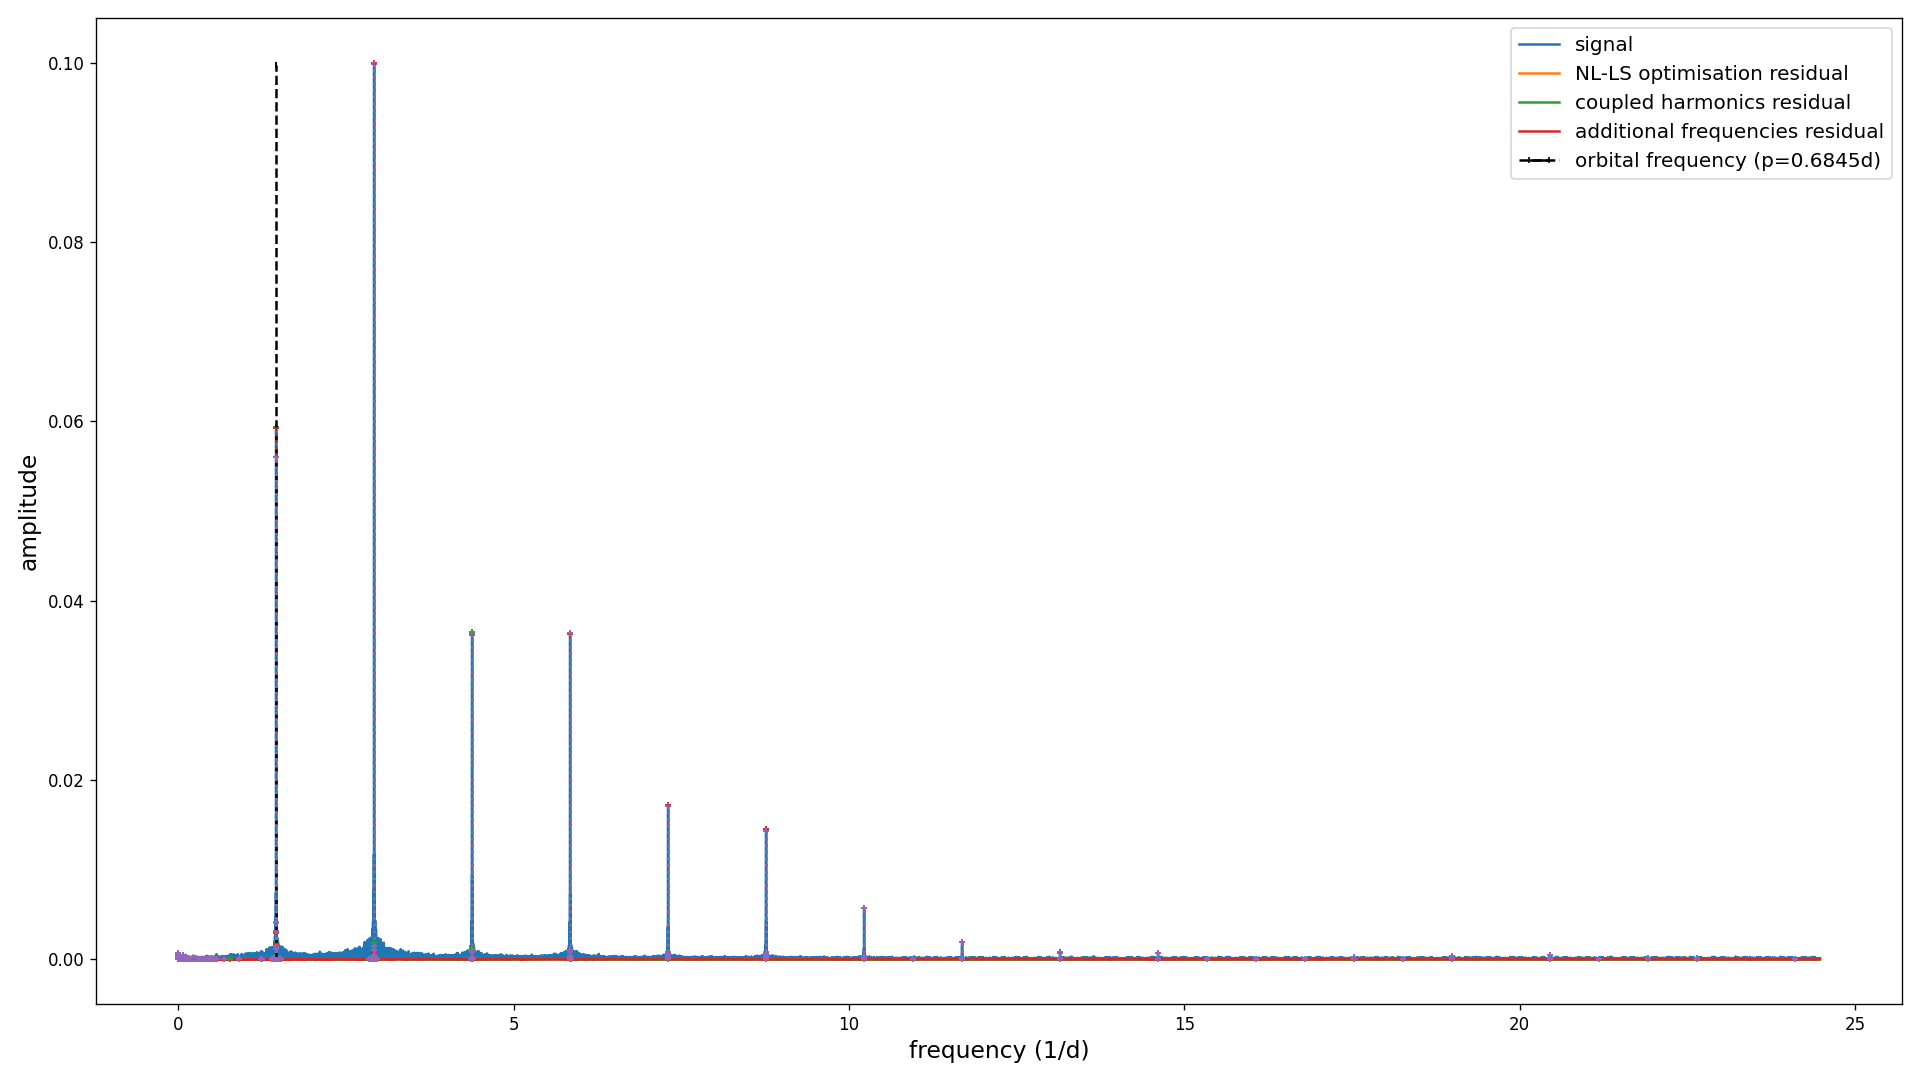 signal
NL-LS optimisation residual
coupled harmonics residual
additional frequencies residual
orbital frequency (p=0.6845d)
0.10
0.08
0.06
0.04
0.02
0.00
amplitude
0 5 10 15 20 25
frequency (1/d)